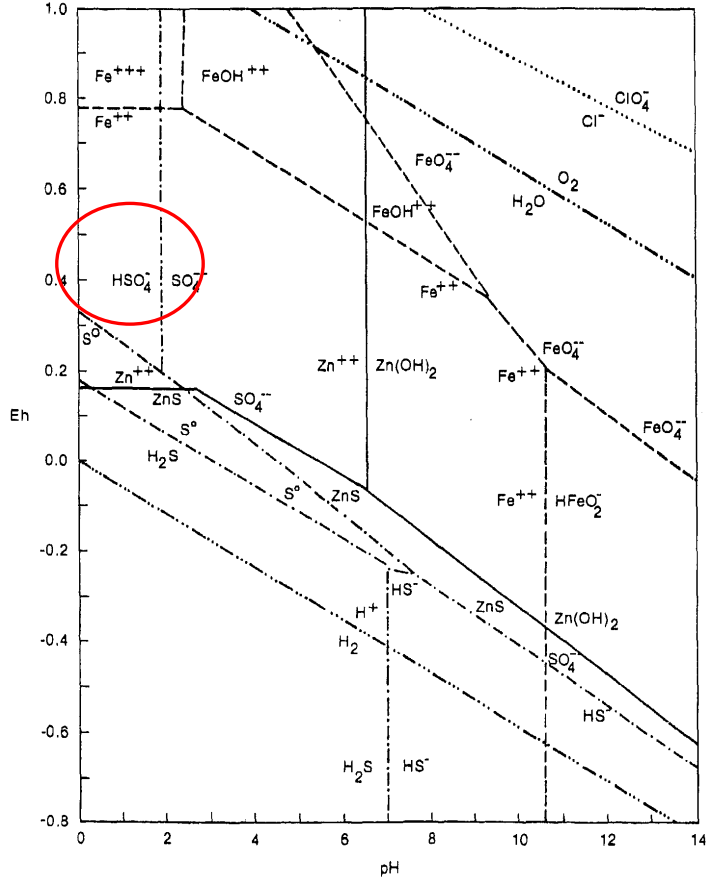 1.0
Fe+++
FeOH++
ClO4-
Cl-
0.8
Fe++
FeO4--
O2
H2O
0.6
FeOH++
0.4
HSO4-
SO4--
Fe++
S0
Zn++
Zn++
Zn(OH)2
FeO4--
Fe++
0.2
ZnS
SO4--
FeO4--
Eh
S0
H2S
0.0
S0
ZnS
Fe++
HFeO2-
-0.2
HS-
ZnS
H+
Zn(OH)2
-0.4
H2
SO4-
HS-
-0.6
H2S
HS-
-0.8
0
2
4
6
8
10
12
14
pH